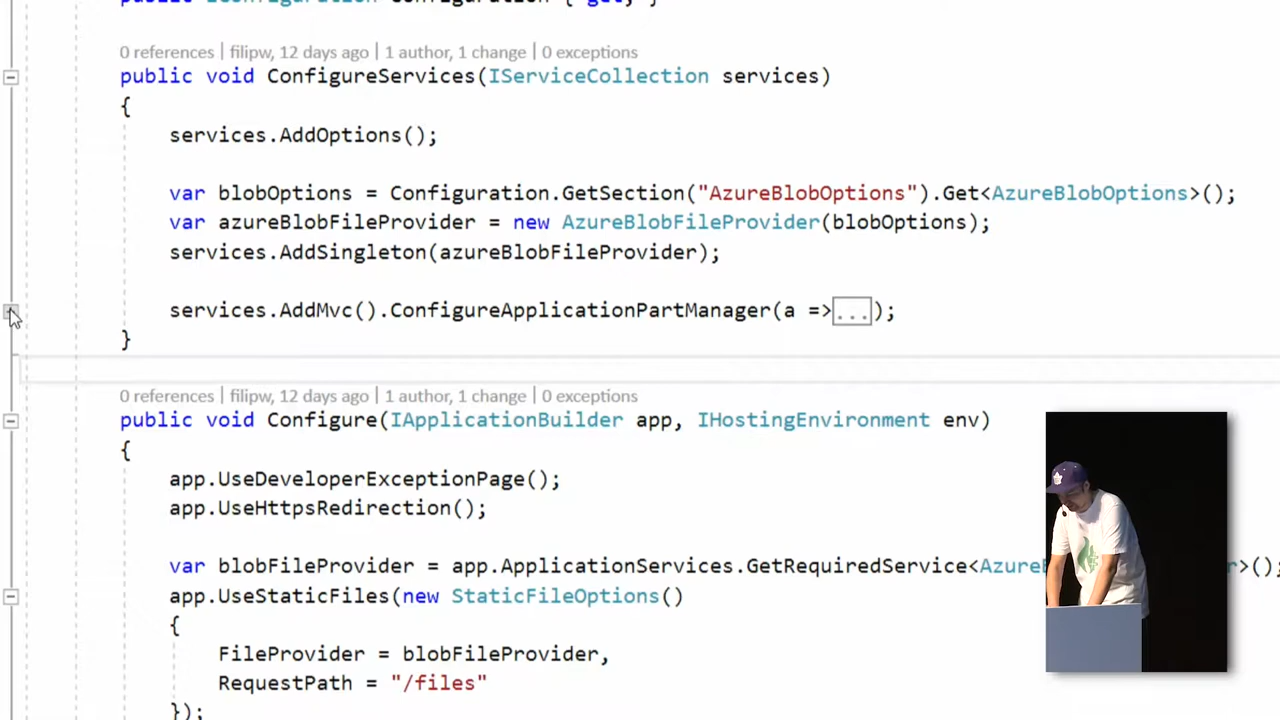 0 references | filipw, 12 days ago | 1 author, 1 change | 0 exceptions
public void ConfigureServices(IServiceCollection services)
{
services.AddOptions();
var blobOptions = Configuration.GetSection("AzureBlobOptions").Get<AzureBlobOptions>();
var azureBlobFileProvider = new AzureBlobFileProvider(blobOptions);
services.AddSingleton(azureBlobFileProvider);
services.AddMvc().ConfigureApplicationPartManager(a =>...);
}
0 references | filipw, 12 days ago | 1 author, 1 change | 0 exceptions
public void Configure(IApplicationBuilder app, IHostingEnvironment env)
{
app.UseDeveloperExceptionPage();
app.UseHttpsRedirection();
var blobFileProvider = app.ApplicationServices.GetRequiredService<
app.UseStaticFiles(new StaticFileOptions()
{
FileProvider = blobFileProvider,
RequestPath = "/files"
});